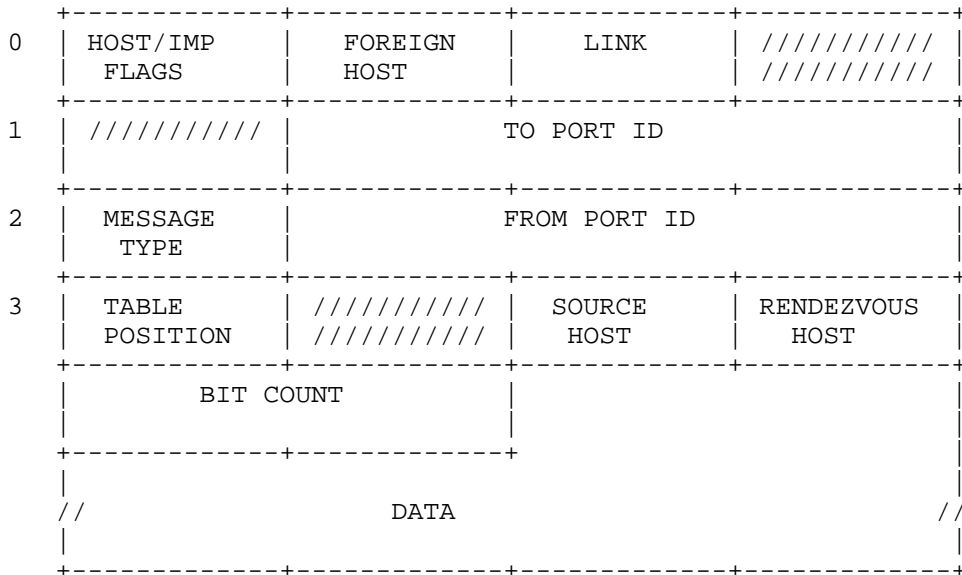 +-------------+-------------+-------------+-------------+
0 | HOST/IMP | FOREIGN | LINK | /////////// |
| FLAGS | HOST | | /////////// |
+-------------+-------------+-------------+-------------+
1 | /////////// | TO PORT ID |
| | |
+-------------+-------------+-------------+-------------+
2 | MESSAGE | FROM PORT ID |
| TYPE | |
+-------------+-------------+-------------+-------------+
3 | TABLE | /////////// | SOURCE | RENDEZVOUS |
| POSITION | /////////// | HOST | HOST |
+-------------+-------------+-------------+-------------+
| BIT COUNT | |
| | |
+-------------+-------------+ |
| |
// DATA //
| |
+-------------+-------------+-------------+-------------+